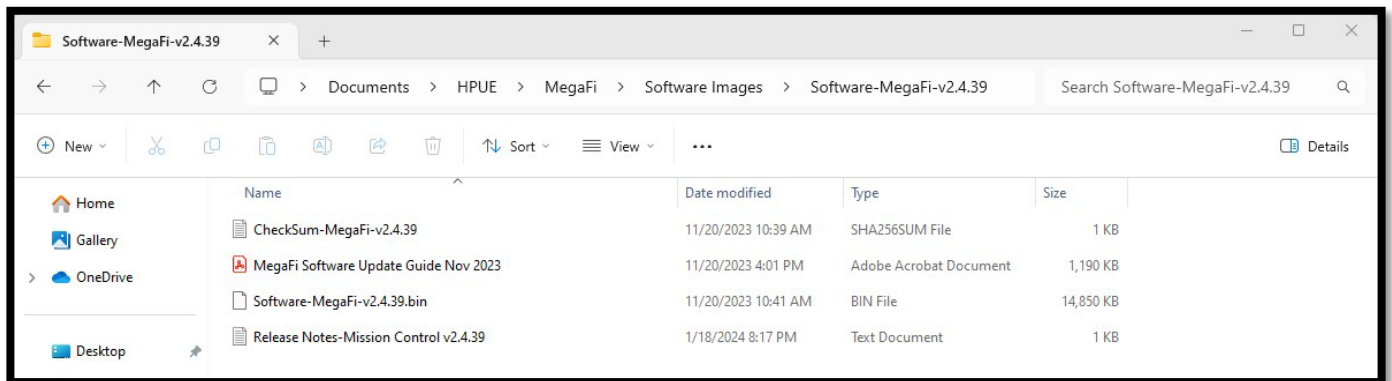 Software-MegaFi-v2.4.39
Documents > HPUE > MegaFi > Software Images > Software-MegaFi-v2.4.39 Search Software-MegaFi-v2.4.39
New Sort View ... Details
Home
Gallery
OneDrive
Desktop
Name Date modified Type Size
CheckSum-MegaFi-v2.4.39 11/20/2023 10:39 AM SHA256SUM File 1 KB
MegaFi Software Update Guide Nov 2023 11/20/2023 4:01 PM Adobe Acrobat Document 1,190 KB
Software-MegaFi-v2.4.39.bin 11/20/2023 10:41 AM BIN File 14,850 KB
Release Notes-Mission Control v2.4.39 1/18/2024 8:17 PM Text Document 1 KB